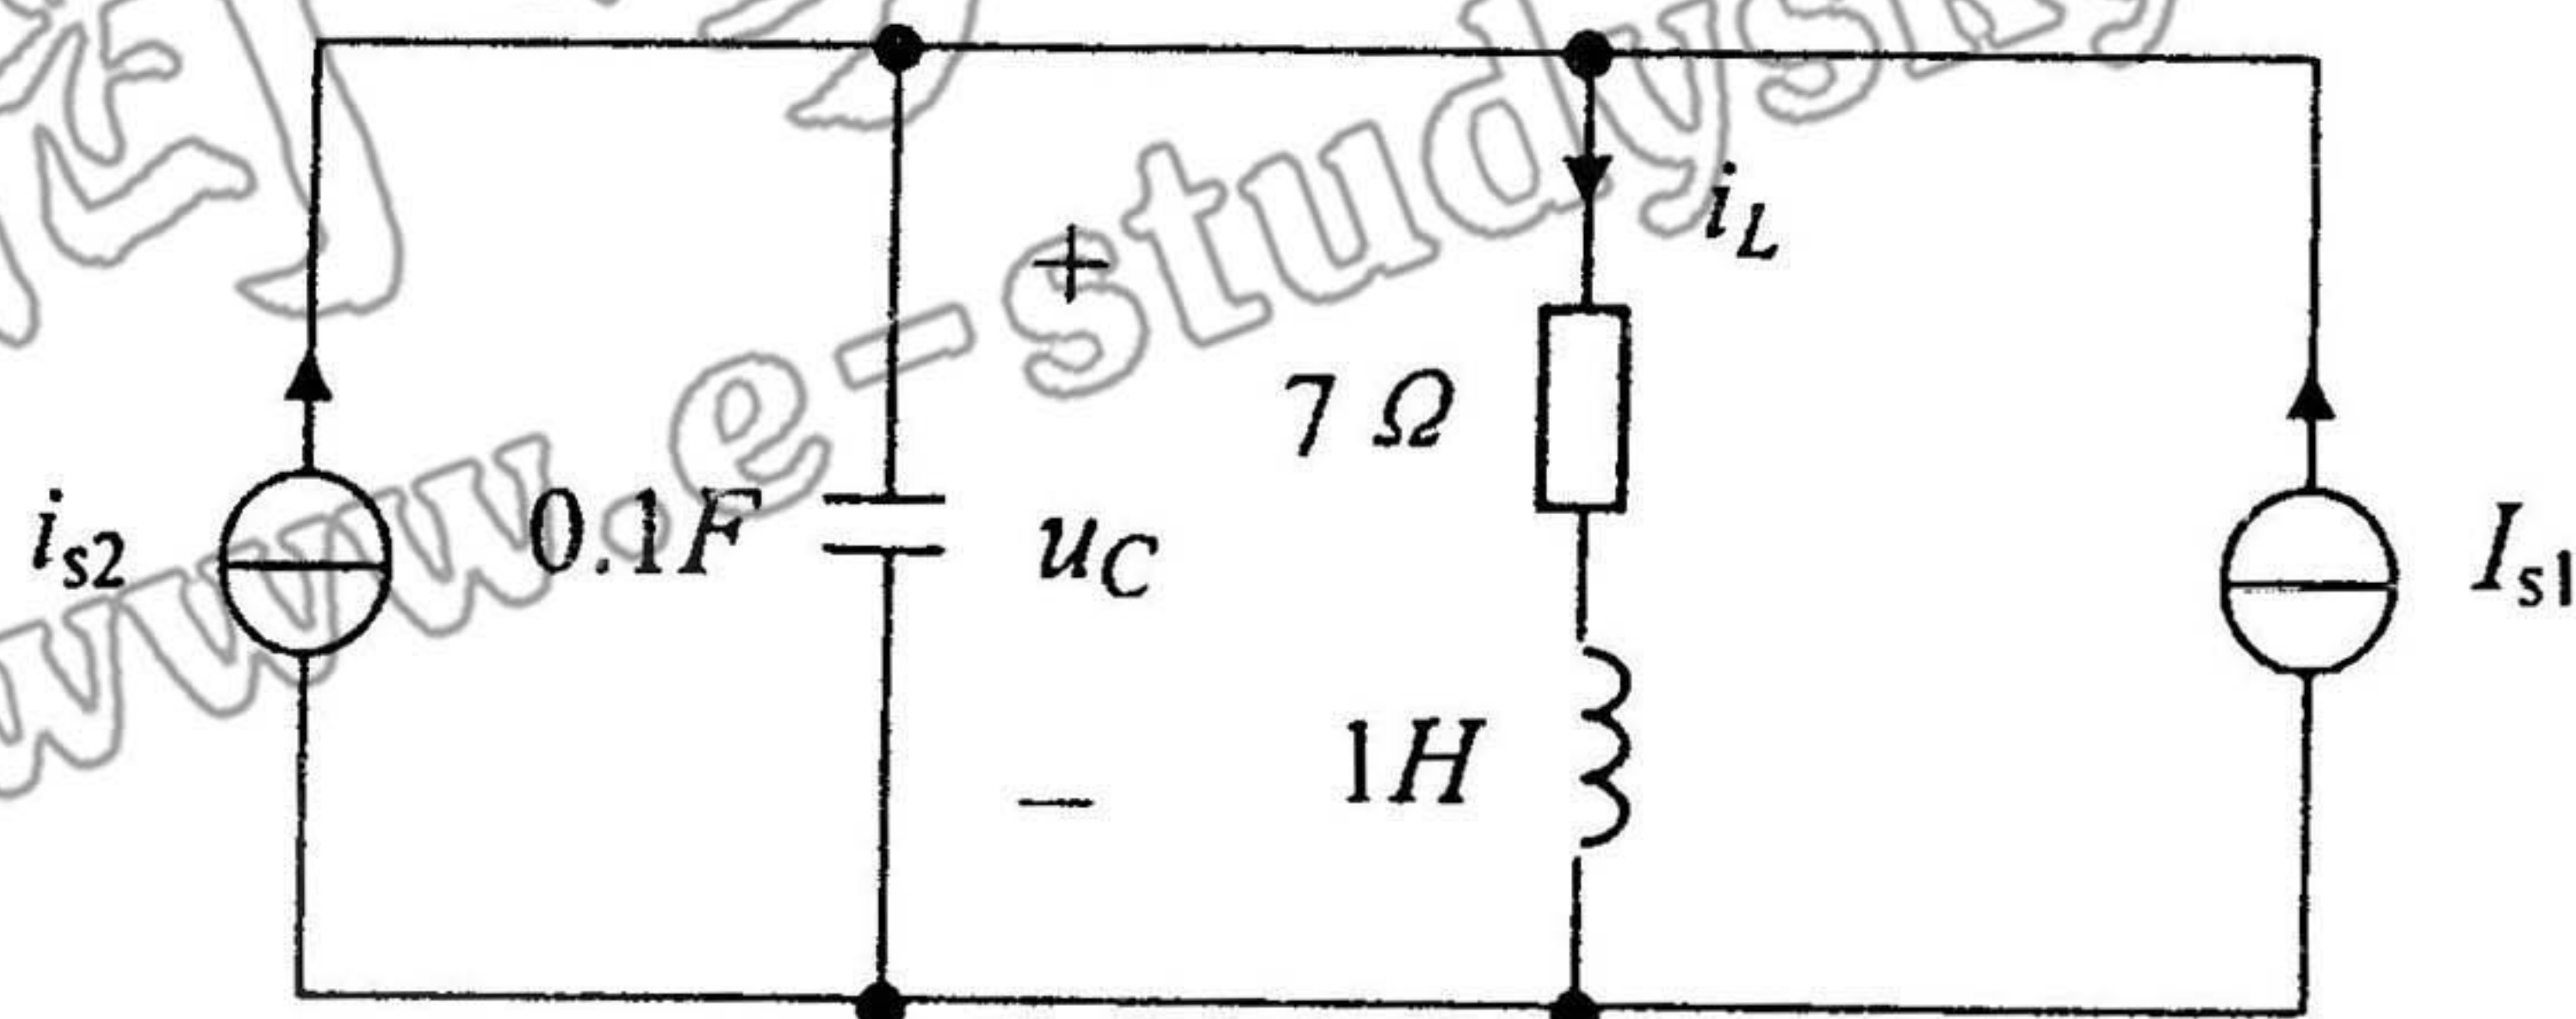 www.e-studysky
i_L
+
7 Ω
i_s2
0.1F
u_C
I_s1
1H
−